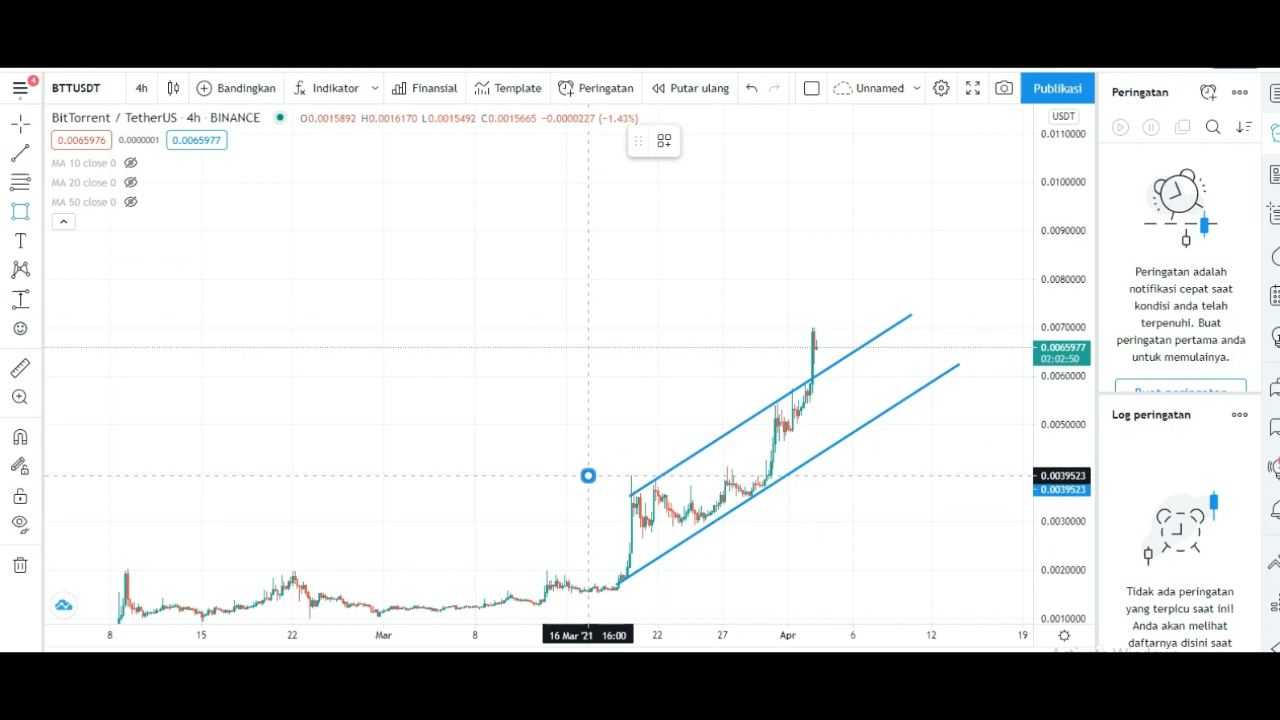 4
BTTUSDT
4h
Bandingkan
Indikator
Finansial
Template
Peringatan
Putar ulang
Unnamed
Publikasi
BitTorrent / TetherUS · 4h · BINANCE
O0.0015892 H0.0016170 L0.0015492 C0.0015665 −0.0000227 (−1.43%)
0.0065976
0.0000001
0.0065977
MA 10 close 0
MA 20 close 0
MA 50 close 0
USDT
0.0110000
0.0100000
0.0090000
0.0080000
0.0070000
0.0065977
02:02:50
0.0060000
0.0050000
0.0039523
0.0039523
0.0030000
0.0020000
0.0010000
8
15
22
Mar
8
16 Mar '21 16:00
22
27
Apr
6
12
19
Peringatan
Peringatan adalah
notifikasi cepat saat
kondisi anda telah
terpenuhi. Buat
peringatan pertama anda
untuk memulainya.
Buat peringatan
Log peringatan
Tidak ada peringatan
yang terpicu saat ini!
Anda akan melihat
daftarnya disini saat